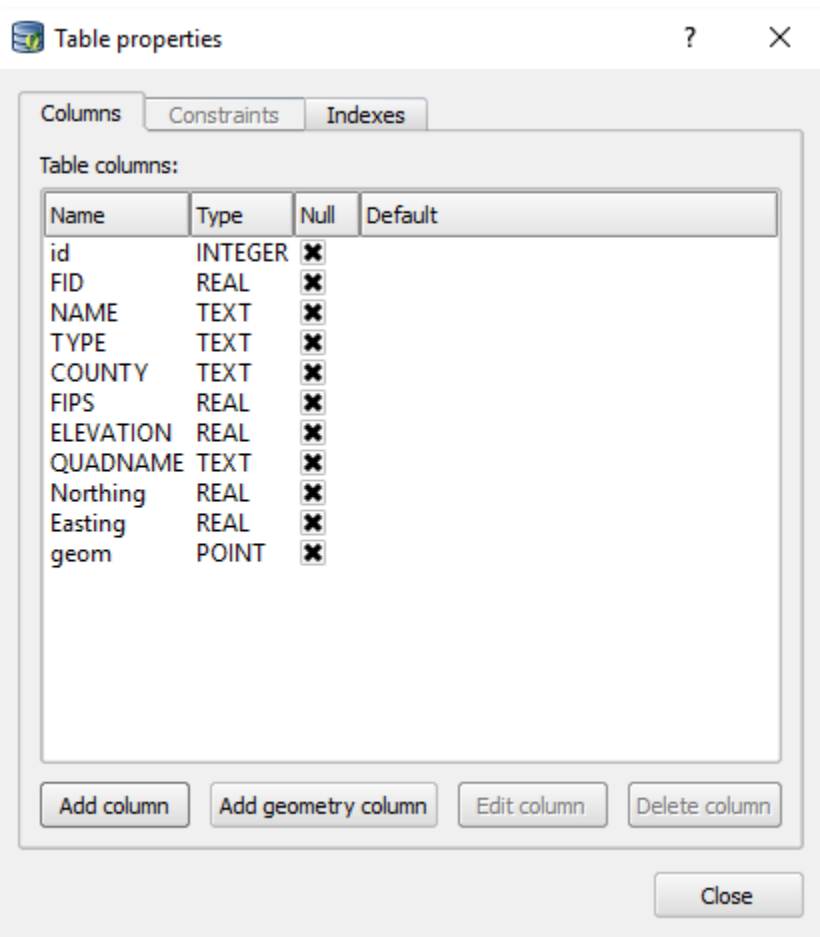 Table properties ? ×
Columns Constraints Indexes
Table columns:
Name Type Null Default
id INTEGER
FID REAL
NAME TEXT
TYPE TEXT
COUNTY TEXT
FIPS REAL
ELEVATION REAL
QUADNAME TEXT
Northing REAL
Easting REAL
geom POINT
Add column Add geometry column Edit column Delete column
Close